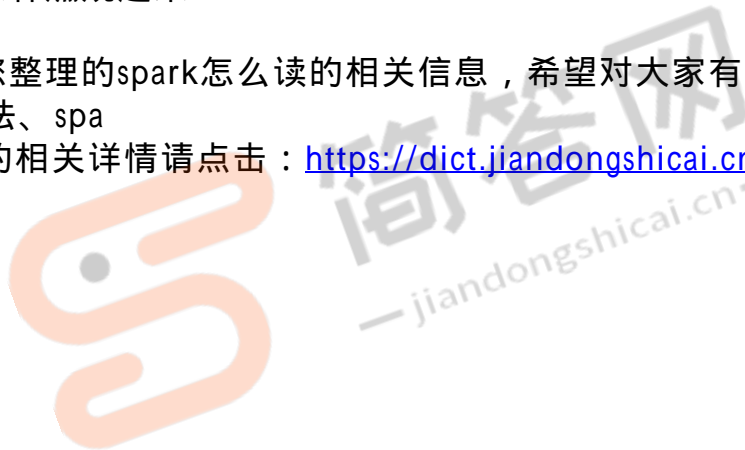 您整理的spark怎么读的相关信息，希望对大家有
法、spa
的相关详情请点击：https://dict.jiandongshicai.cn
简答网
— jiandongshicai.cn